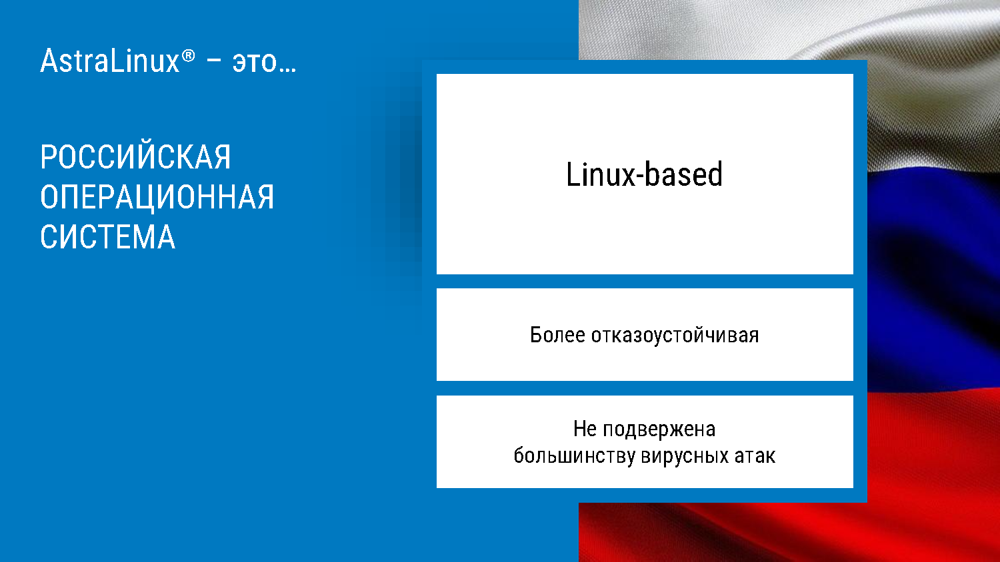 AstraLinux® – это…
РОССИЙСКАЯ
ОПЕРАЦИОННАЯ
СИСТЕМА
Linux-based
Более отказоустойчивая
Не подвержена
большинству вирусных атак